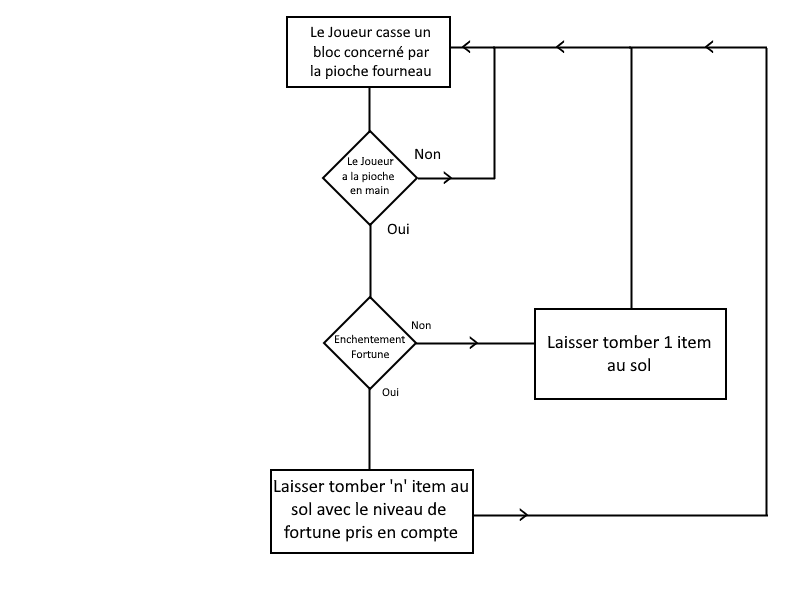 Le Joueur casse un
bloc concerné par
la pioche fourneau
Le Joueur
a la pioche
en main
Non
Oui
Enchentement
Fortune
Non
Oui
Laisser tomber 1 item
au sol
Laisser tomber 'n' item au
sol avec le niveau de
fortune pris en compte